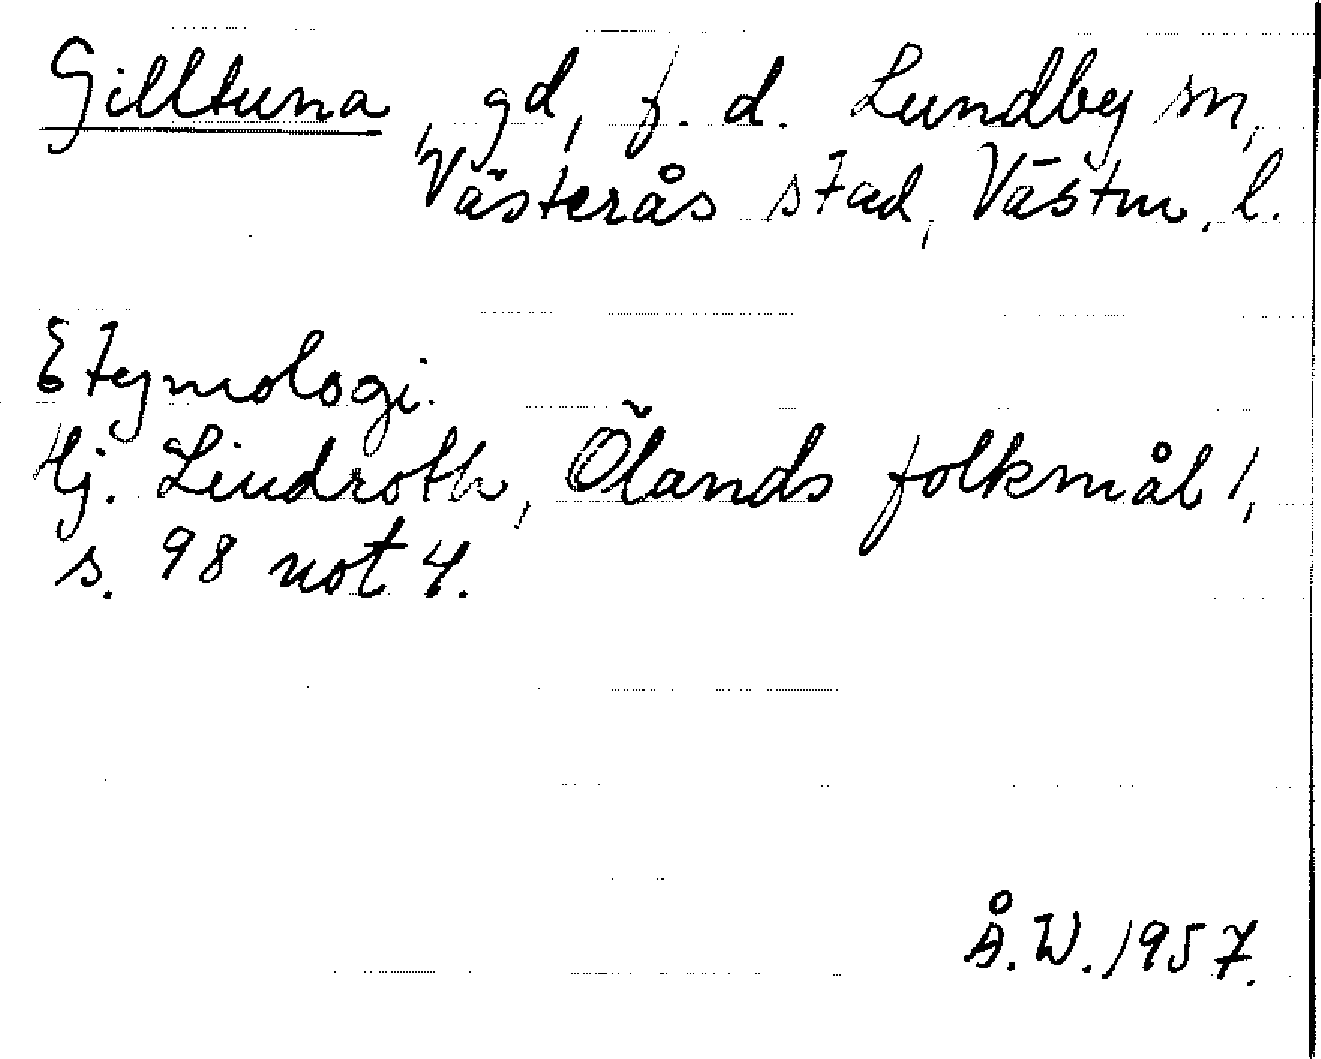 Gilltuna, gd, f. d. Lundby sn,
Västerås stad, Västm. l.
Etymologi.
Hj. Lindroth, Ölands folkmål 1,
s. 98 not 4.
Å. W. 1957.